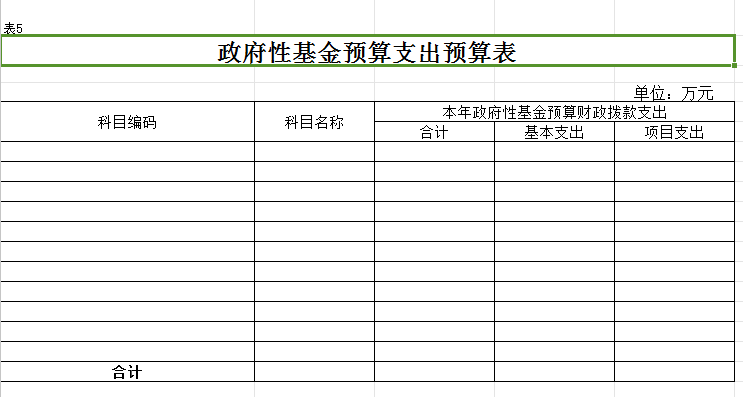 表5
政府性基金预算支出预算表
单位：万元
科目编码 科目名称 本年政府性基金预算财政拨款支出
合计 基本支出 项目支出
合计